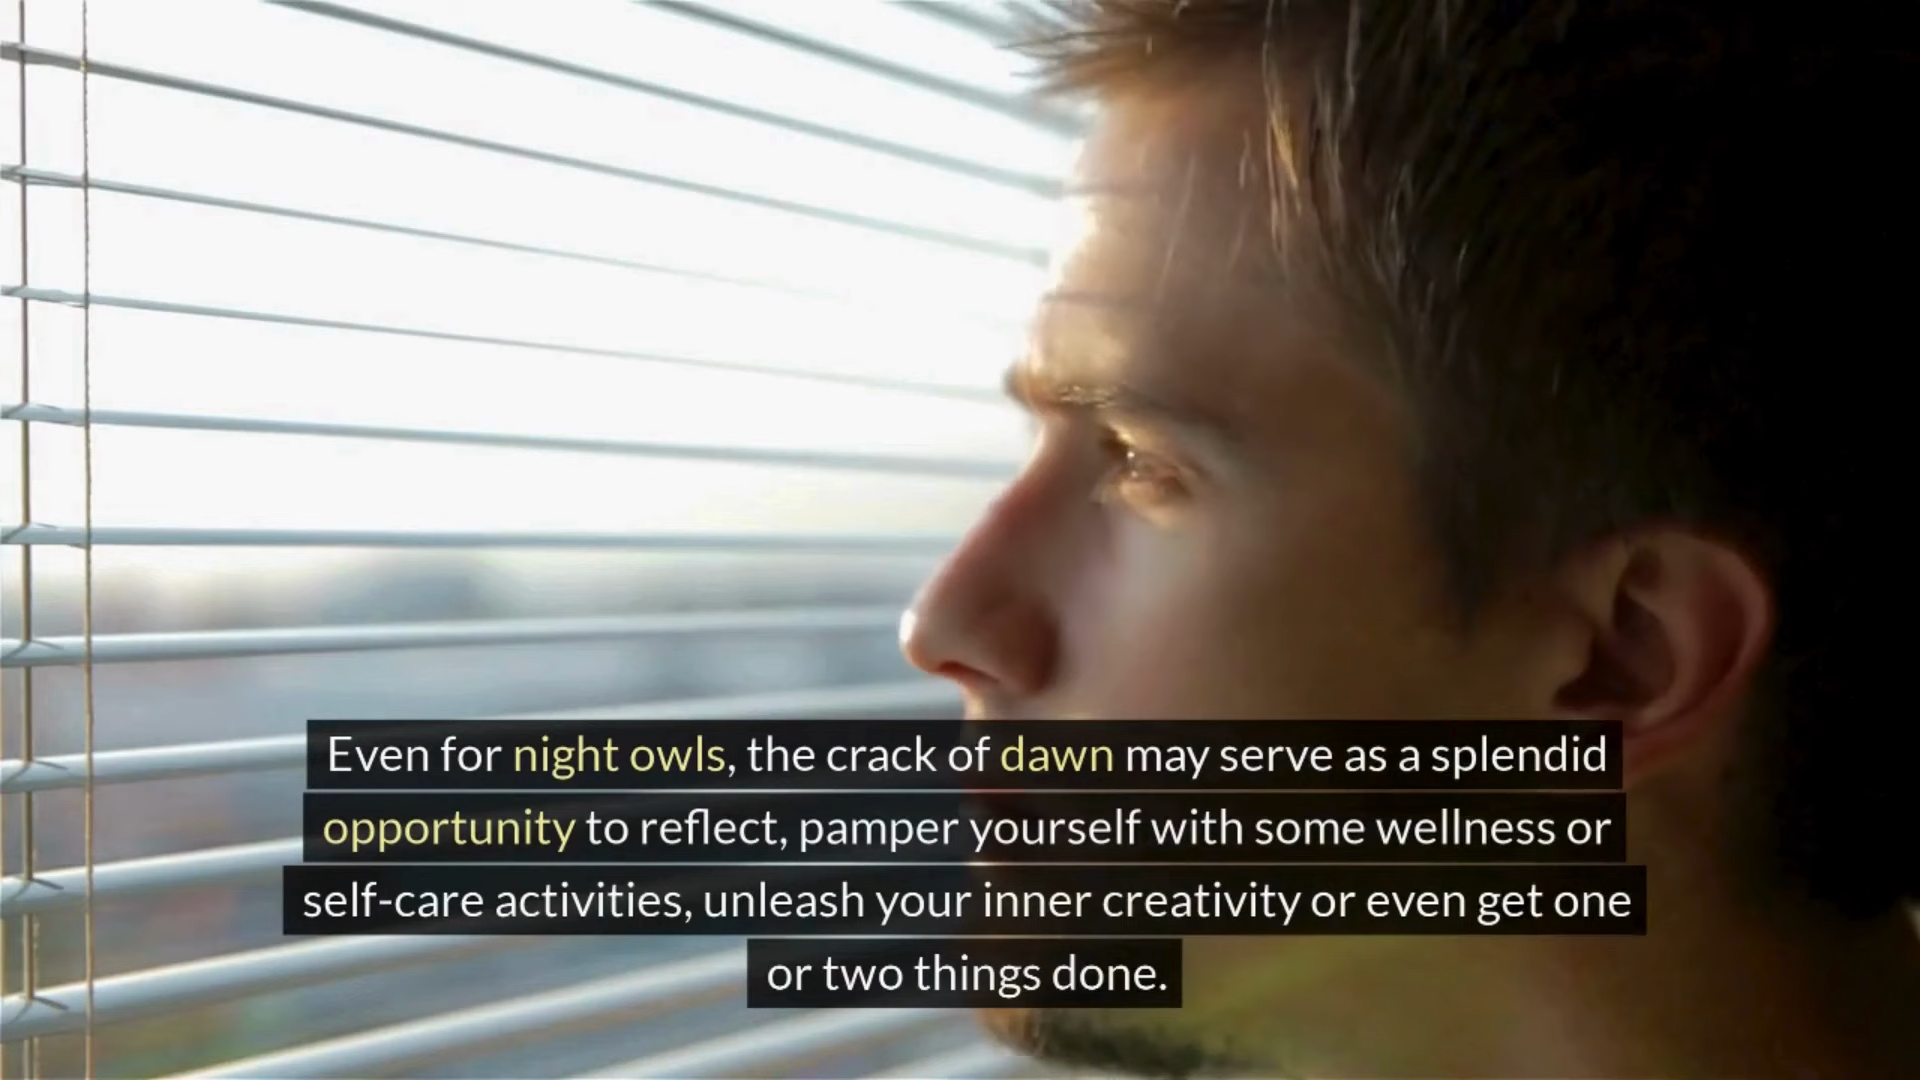 Even for night owls, the crack of dawn may serve as a splendid
opportunity to reflect, pamper yourself with some wellness or
self-care activities, unleash your inner creativity or even get one
or two things done.